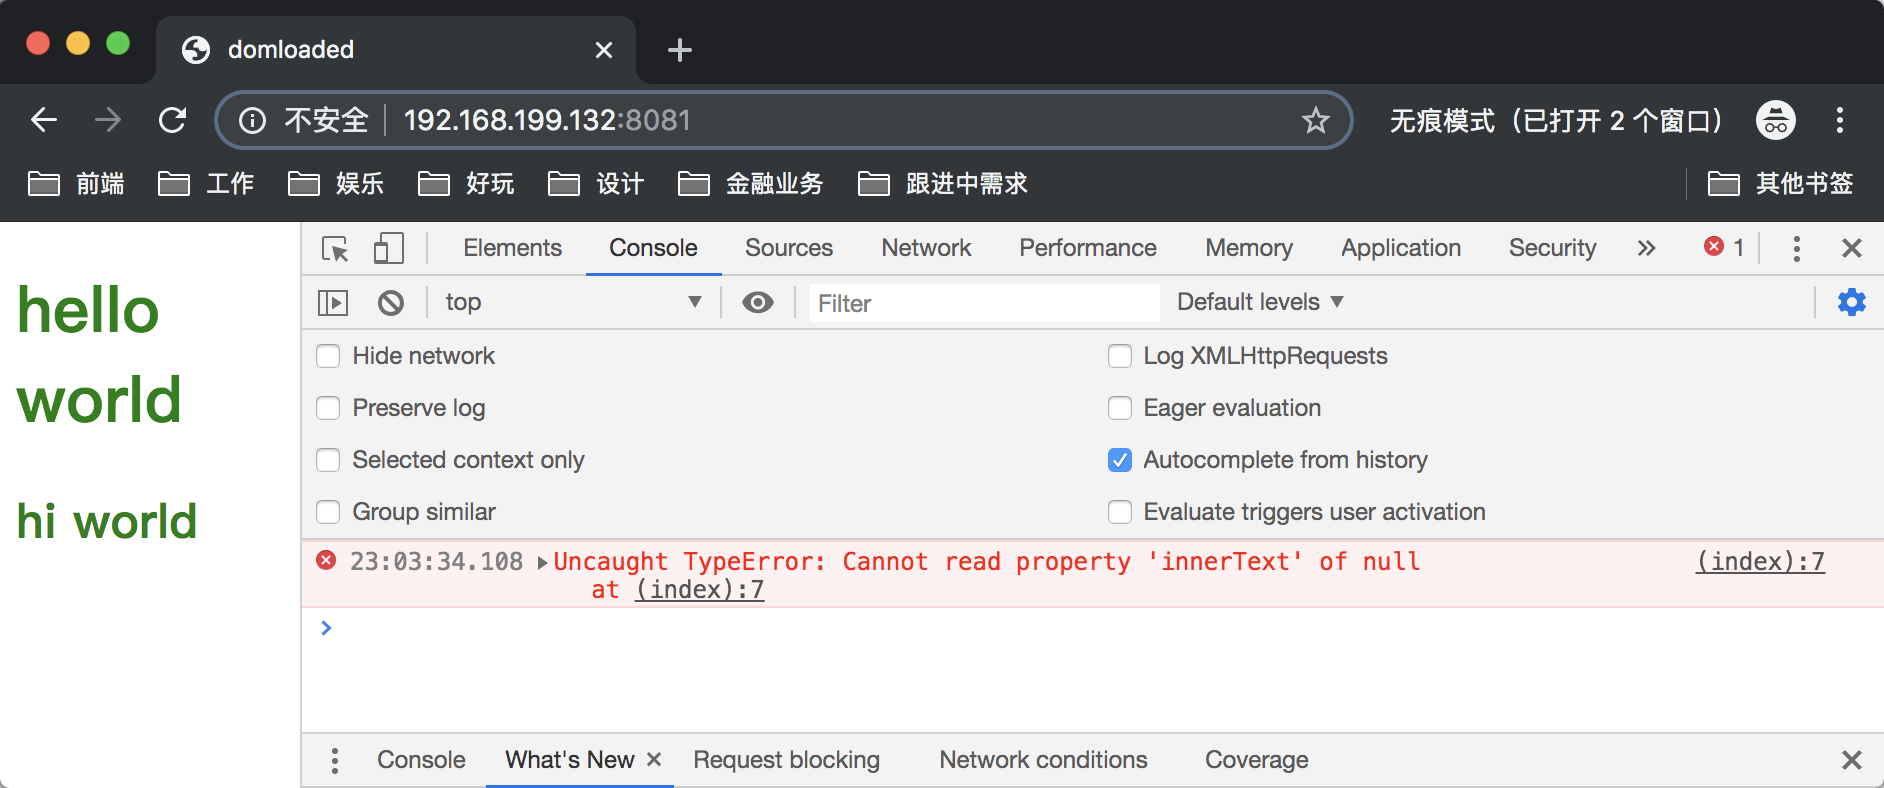 domloaded
不安全 192.168.199.132:8081 无痕模式（已打开 2 个窗口）
前端 工作 娱乐 好玩 设计 金融业务 跟进中需求 其他书签
hello
world
hi world
Elements Console Sources Network Performance Memory Application Security » 1
top Filter Default levels
Hide network Log XMLHttpRequests
Preserve log Eager evaluation
Selected context only Autocomplete from history
Group similar Evaluate triggers user activation
23:03:34.108 Uncaught TypeError: Cannot read property 'innerText' of null (index):7
at (index):7
Console What's New Request blocking Network conditions Coverage